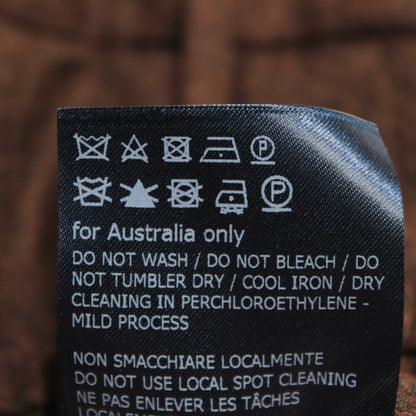 P
P
for Australia only
DO NOT WASH / DO NOT BLEACH / DO
NOT TUMBLER DRY / COOL IRON / DRY
CLEANING IN PERCHLOROETHYLENE -
MILD PROCESS
NON SMACCHIARE LOCALMENTE
DO NOT USE LOCAL SPOT CLEANING
NE PAS ENLEVER LES TÂCHES